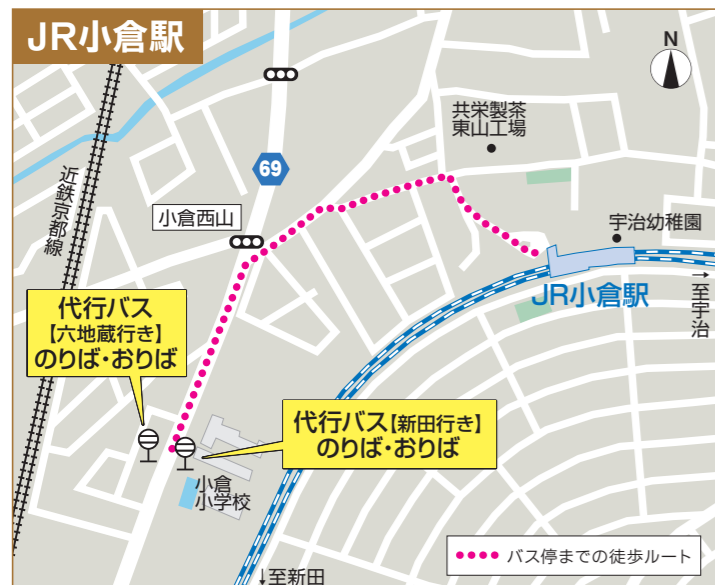 JR小倉駅
N
共栄製茶
東山工場
69
近鉄京都線
小倉西山
宇治幼稚園
JR小倉駅
→至宇治
代行バス
【六地蔵行き】
のりば・おりば
代行バス【新田行き】
のりば・おりば
小倉
小学校
↓至新田
バス停までの徒歩ルート